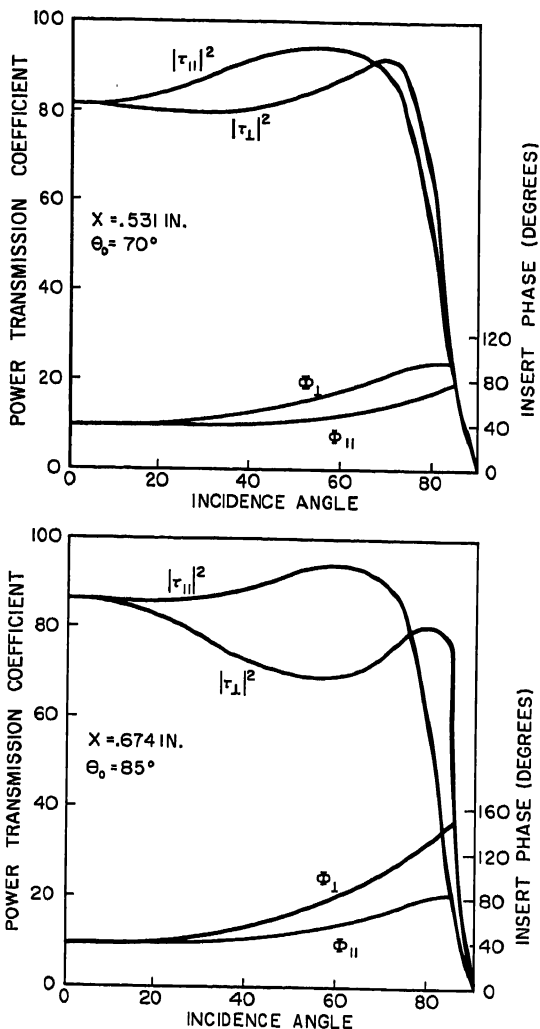 POWER TRANSMISSION COEFFICIENT
100
80
60
40
20
0
|τ∥|²
|τ⊥|²
X = .531 IN.
θ₀ = 70°
Φ⊥
Φ∥
120
80
40
0
INSERT PHASE (DEGREES)
0 20 40 60 80
INCIDENCE ANGLE
POWER TRANSMISSION COEFFICIENT
100
80
60
40
20
0
|τ∥|²
|τ⊥|²
X = .674 IN.
θ₀ = 85°
Φ⊥
Φ∥
160
120
80
40
0
INSERT PHASE (DEGREES)
0 20 40 60 80
INCIDENCE ANGLE